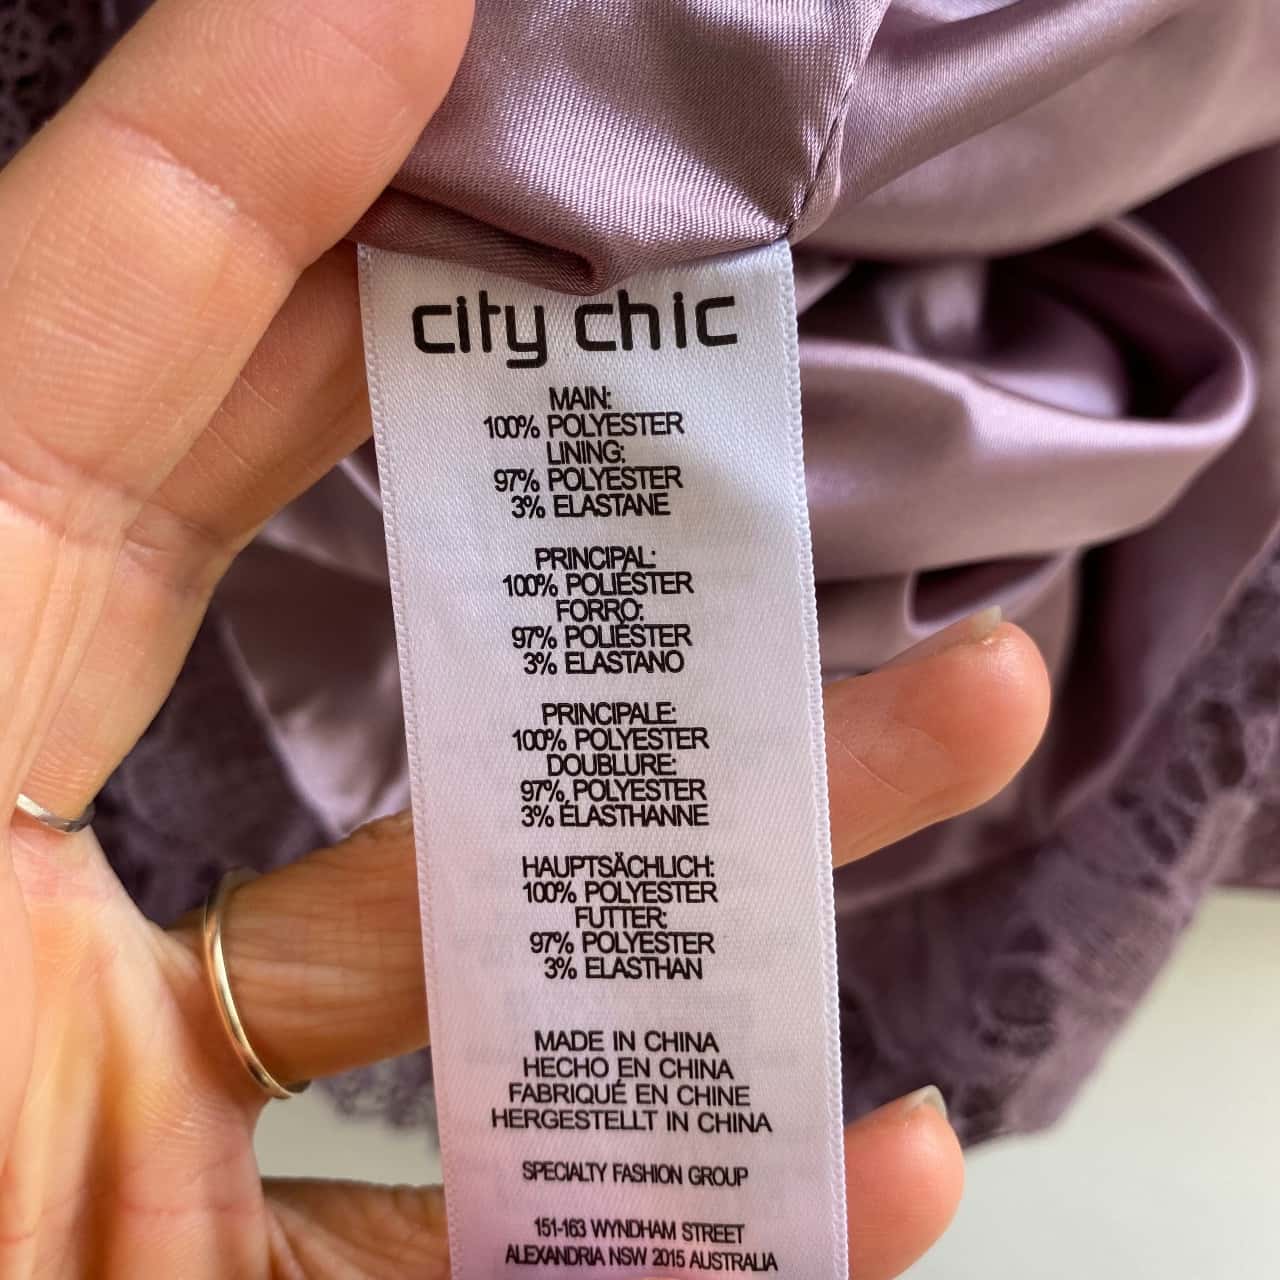 city chic
MAIN:
100% POLYESTER
LINING:
97% POLYESTER
3% ELASTANE
PRINCIPAL:
100% POLIÉSTER
FORRO:
97% POLIÉSTER
3% ELASTANO
PRINCIPALE:
100% POLYESTER
DOUBLURE:
97% POLYESTER
3% ÉLASTHANNE
HAUPTSÄCHLICH:
100% POLYESTER
FUTTER:
97% POLYESTER
3% ELASTHAN
MADE IN CHINA
HECHO EN CHINA
FABRIQUÉ EN CHINE
HERGESTELLT IN CHINA
SPECIALTY FASHION GROUP
151-163 WYNDHAM STREET
ALEXANDRIA NSW 2015 AUSTRALIA